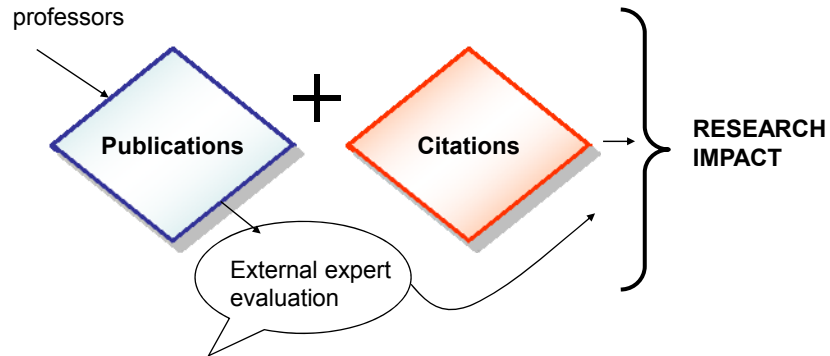 professors
Publications
+
Citations
RESEARCH
IMPACT
External expert
evaluation